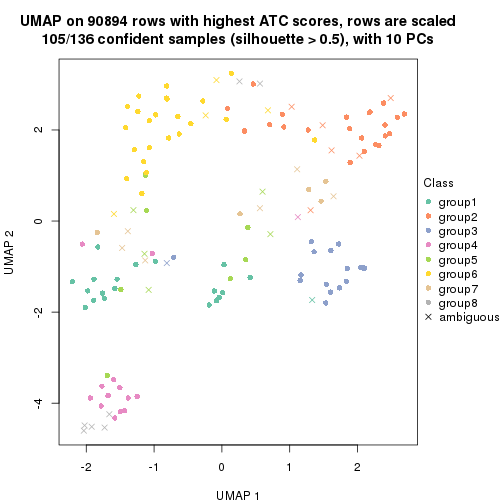 UMAP on 90894 rows with highest ATC scores, rows are scaled
105/136 confident samples (silhouette > 0.5), with 10 PCs
2
0
-2
-4
UMAP 2
-2
-1
0
1
2
UMAP 1
Class
group1
group2
group3
group4
group5
group6
group7
group8
ambiguous